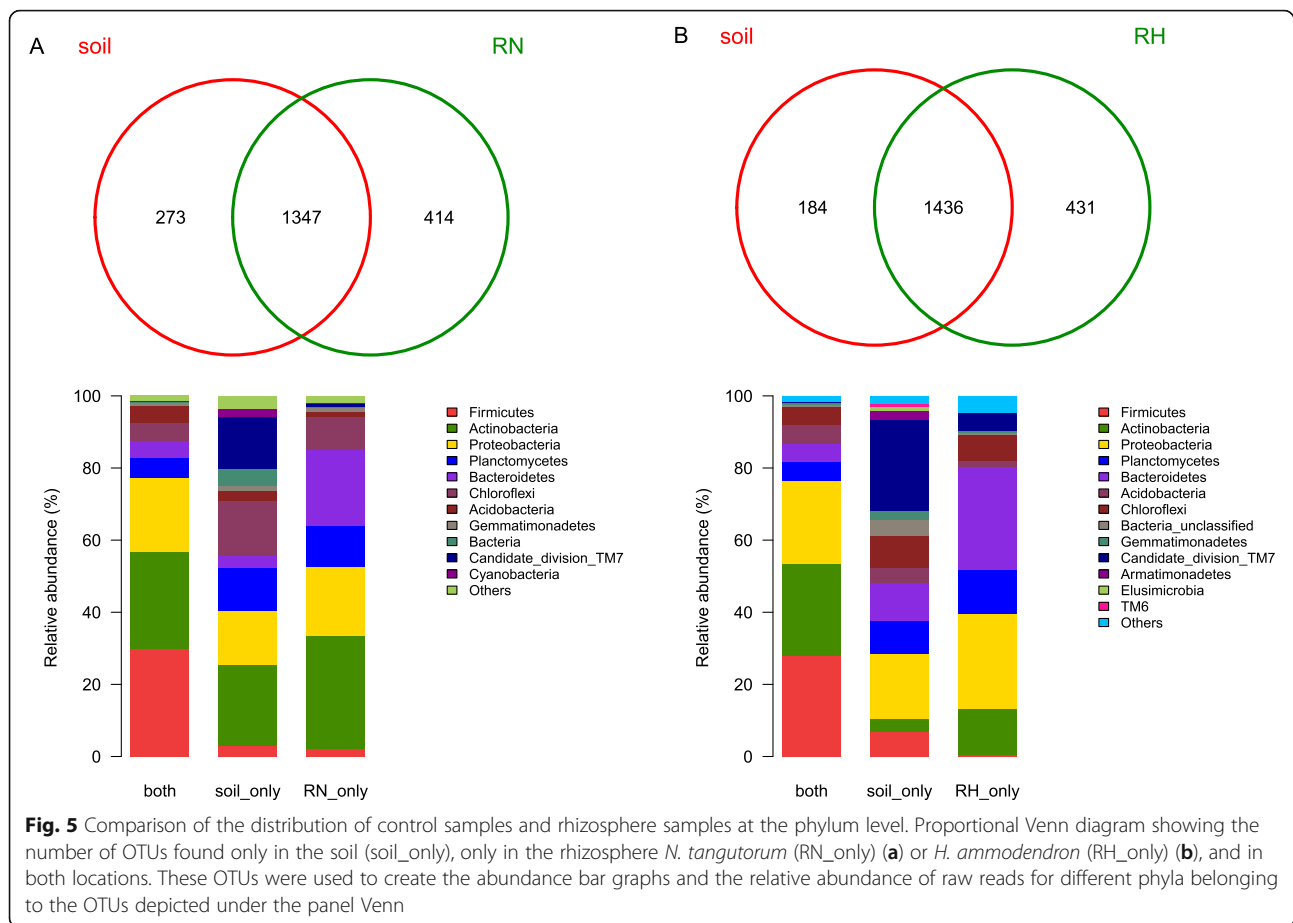 A
soil
RN
273
1347
414
B
soil
RH
184
1436
431
Relative abundance (%)
100
80
60
40
20
0
both
soil_only
RN_only
Firmicutes
Actinobacteria
Proteobacteria
Planctomycetes
Bacteroidetes
Chloroflexi
Acidobacteria
Gemmatimonadetes
Bacteria
Candidate_division_TM7
Cyanobacteria
Others
Relative abundance (%)
100
80
60
40
20
0
both
soil_only
RH_only
Firmicutes
Actinobacteria
Proteobacteria
Planctomycetes
Bacteroidetes
Acidobacteria
Chloroflexi
Bacteria_unclassified
Gemmatimonadetes
Candidate_division_TM7
Armatimonadetes
Elusimicrobia
TM6
Others
Fig. 5 Comparison of the distribution of control samples and rhizosphere samples at the phylum level. Proportional Venn diagram showing the
number of OTUs found only in the soil (soil_only), only in the rhizosphere N. tangutorum (RN_only) (a) or H. ammodendron (RH_only) (b), and in
both locations. These OTUs were used to create the abundance bar graphs and the relative abundance of raw reads for different phyla belonging
to the OTUs depicted under the panel Venn